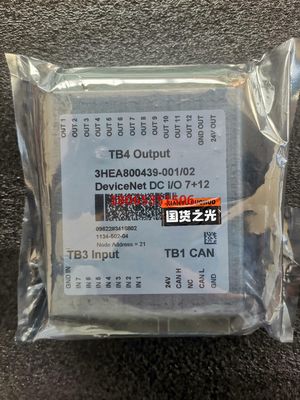 OUT 1
OUT 2
OUT 3
OUT 4
OUT 5
OUT 6
OUT 7
OUT 8
OUT 9
OUT 10
OUT 11
OUT 12
GND OUT
24V OUT
TB4 Output
3HEA800439-001/02
DeviceNet DC I/O 7+12
国货之光
0962283410802
1134-502-04
Node Address = 21
TB3 Input
TB1 CAN
GND IN
IN 7
IN 6
IN 5
IN 4
IN 3
IN 2
IN 1
24V
CAN H
NC
CAN L
GND